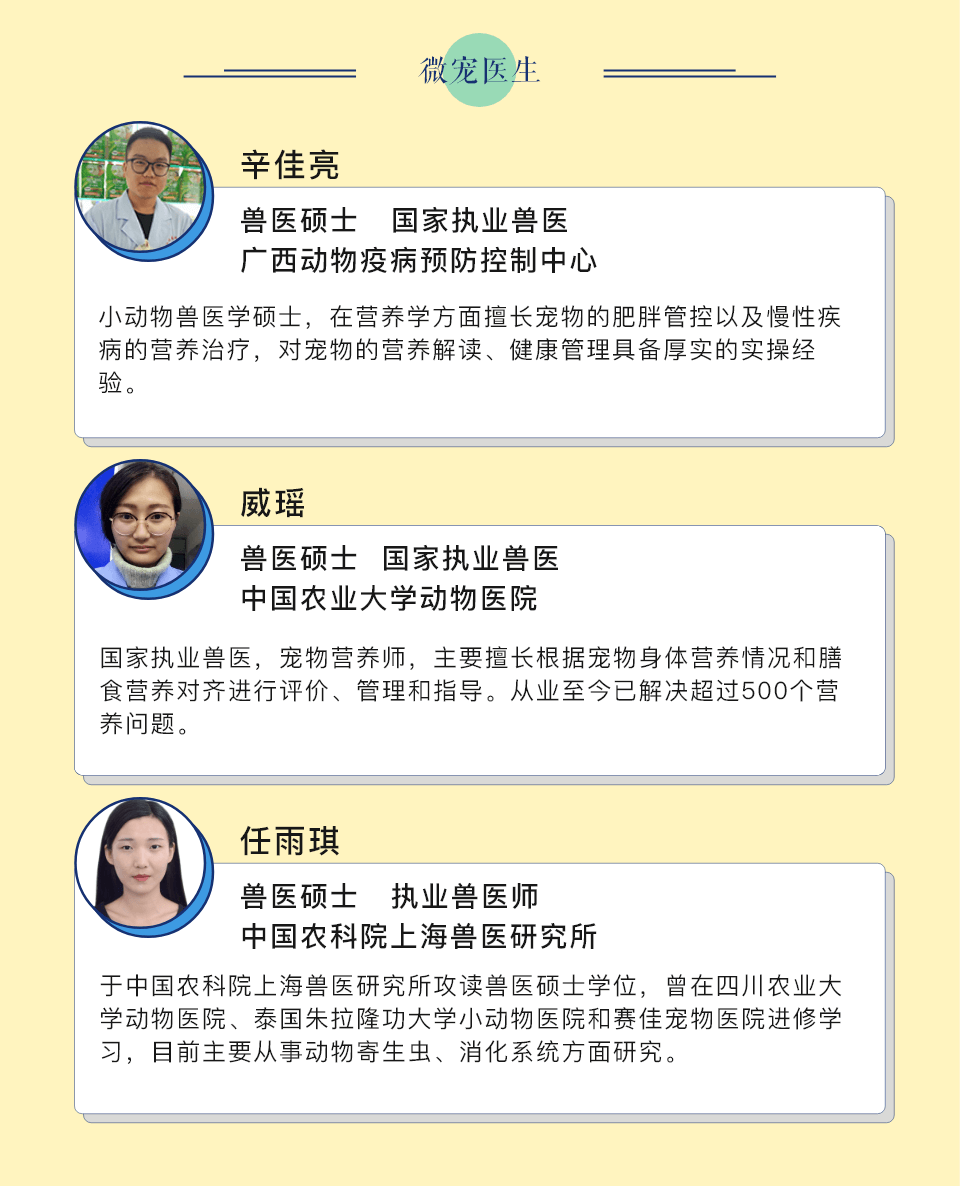 微宠医生
辛佳亮
兽医硕士 国家执业兽医
广西动物疫病预防控制中心
小动物兽医学硕士，在营养学方面擅长宠物的肥胖管控以及慢性疾
病的营养治疗，对宠物的营养解读、健康管理具备厚实的实操经
验。
威瑶
兽医硕士 国家执业兽医
中国农业大学动物医院
国家执业兽医，宠物营养师，主要擅长根据宠物身体营养情况和膳
食营养对齐进行评价、管理和指导。从业至今已解决超过500个营
养问题。
任雨琪
兽医硕士 执业兽医师
中国农科院上海兽医研究所
于中国农科院上海兽医研究所攻读兽医硕士学位，曾在四川农业大
学动物医院、泰国朱拉隆功大学小动物医院和赛佳宠物医院进修学
习，目前主要从事动物寄生虫、消化系统方面研究。